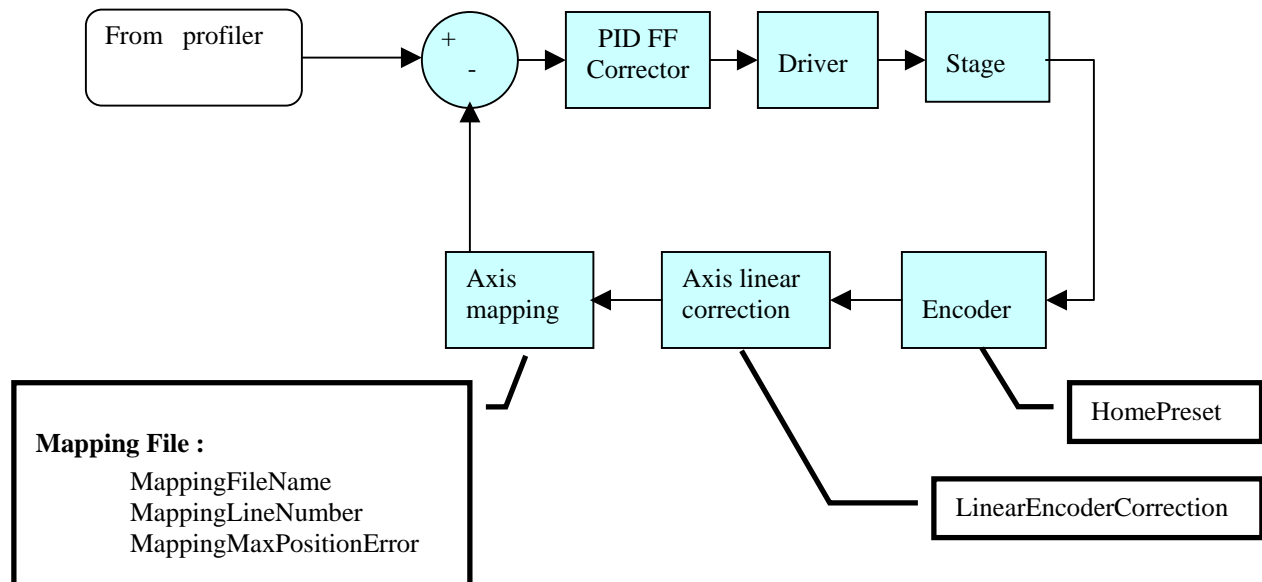 From profiler
+
-
PID FF
Corrector
Driver
Stage
Axis
mapping
Axis linear
correction
Encoder
HomePreset
Mapping File :
MappingFileName
MappingLineNumber
MappingMaxPositionError
LinearEncoderCorrection